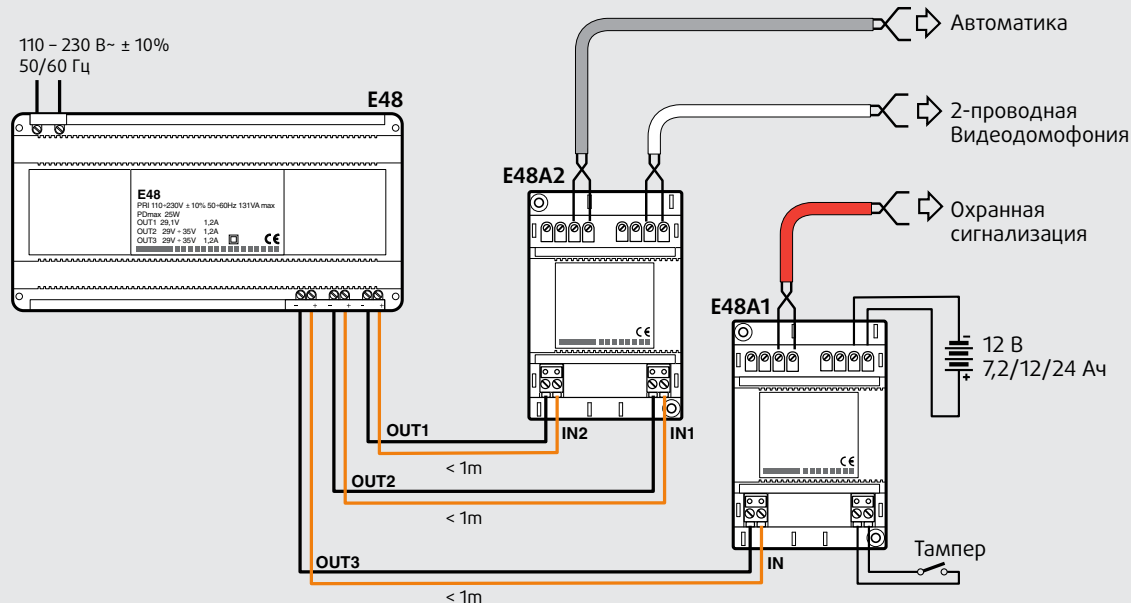 110 – 230 В~ ± 10%
50/60 Гц
E48
E48
PRI 110÷230V ± 10% 50÷60Hz 131VA max
PDmax 25W
OUT1 29,1V 1,2A
OUT2 29V ÷ 35V 1,2A
OUT3 29V ÷ 35V 1,2A
CE
- + - + - +
Автоматика
2-проводная
Видеодомофония
E48A2
CE
Охранная
сигнализация
E48A1
CE
-
12 В
7,2/12/24 Ач
+
OUT1
IN2
IN1
< 1m
OUT2
< 1m
OUT3
IN
Тампер
< 1m